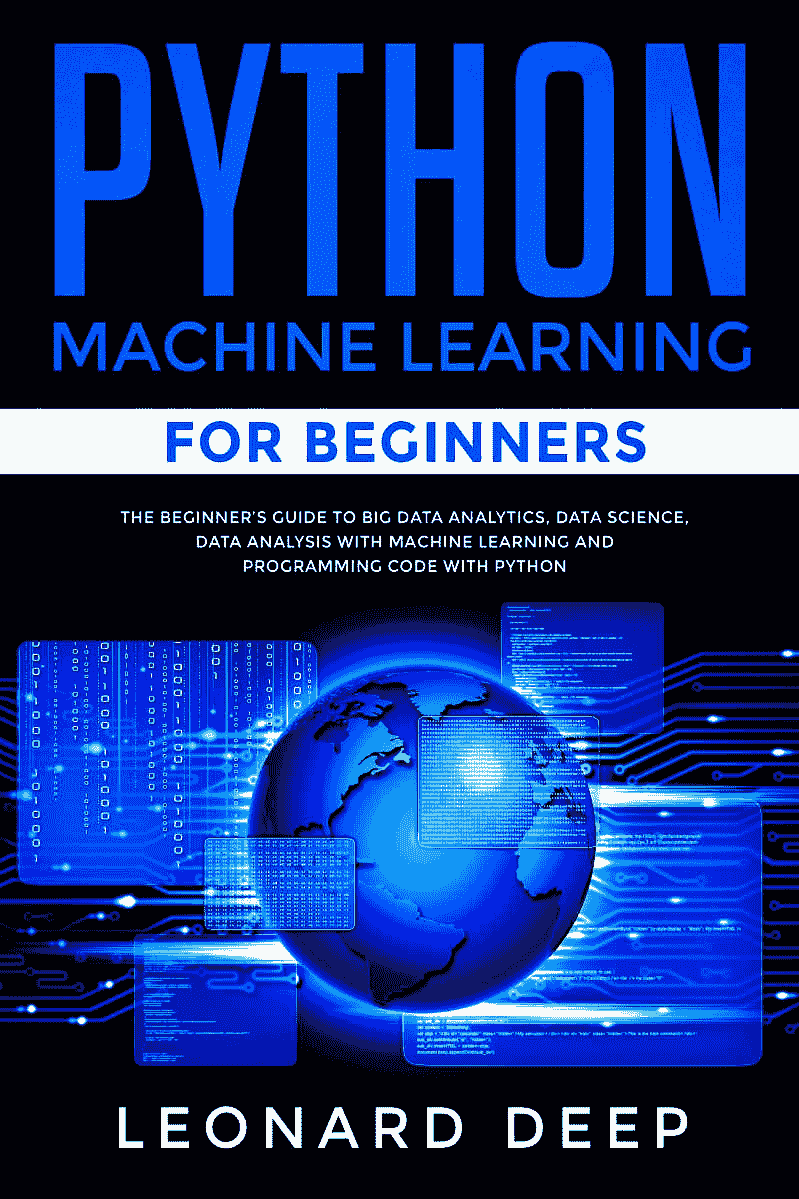 PYTHON
MACHINE LEARNING
FOR BEGINNERS
THE BEGINNER'S GUIDE TO BIG DATA ANALYTICS, DATA SCIENCE,
DATA ANALYSIS WITH MACHINE LEARNING AND
PROGRAMMING CODE WITH PYTHON
LEONARD DEEP